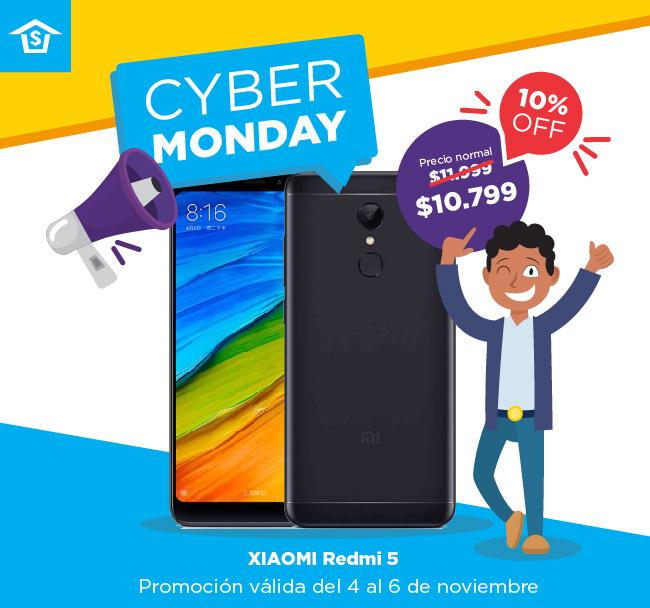 $
CYBER
MONDAY
10%
OFF
Precio normal
$11.999
$10.799
8:16
mi
XIAOMI Redmi 5
Promoción válida del 4 al 6 de noviembre